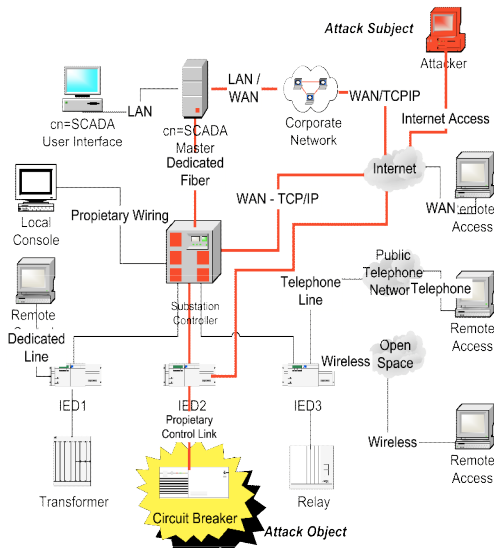 Attack Subject
Attacker
LAN /
WAN
WAN/TCPIP
Internet Access
LAN
cn=SCADA
User Interface
cn=SCADA
Master
Dedicated
Fiber
Corporate
Network
Internet
WAN - TCP/IP
WAN
Remote
Access
Local
Console
Propietary Wiring
Public
Telephone
Network
Telephone
Telephone
Line
Remote
Access
Remote
Dedicated
Line
Substation
Controller
Open
Space
Wireless
Wireless
Remote
Access
IED1
IED2
IED3
Propietary
Control Link
Transformer
Circuit Breaker
Relay
Attack Object